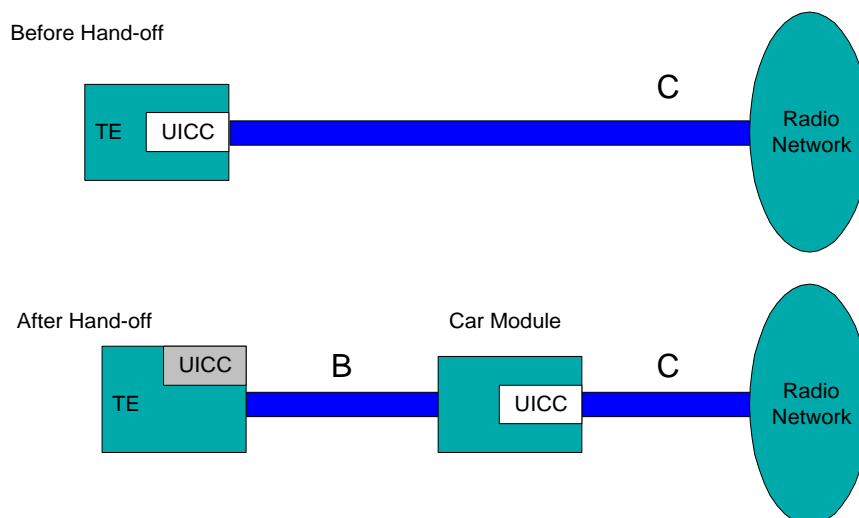 Before Hand-off
C
TE
UICC
Radio
Network
After Hand-off
Car Module
UICC
B
C
TE
UICC
Radio
Network